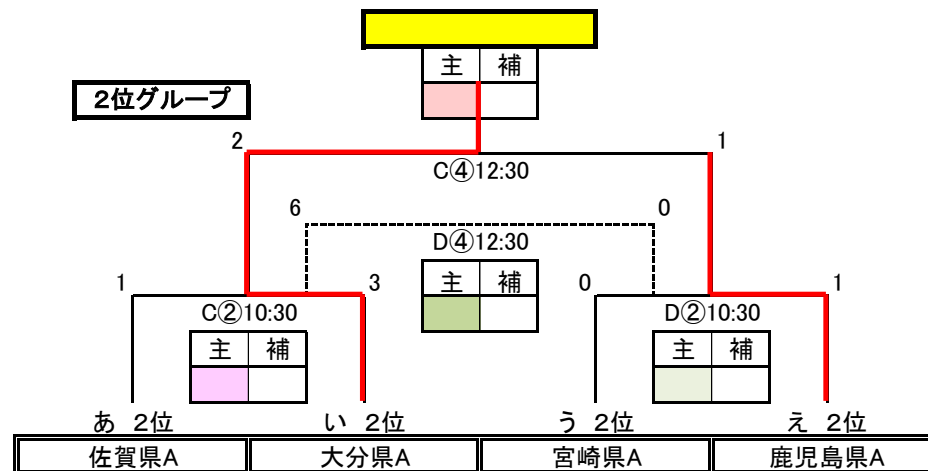 主 補
2位グループ
2 1
C④12:30
6 0
D④12:30
主 補
1 3 0 1
C②10:30 D②10:30
主 補 主 補
あ 2位 い 2位 う 2位 え 2位
佐賀県A 大分県A 宮崎県A 鹿児島県A